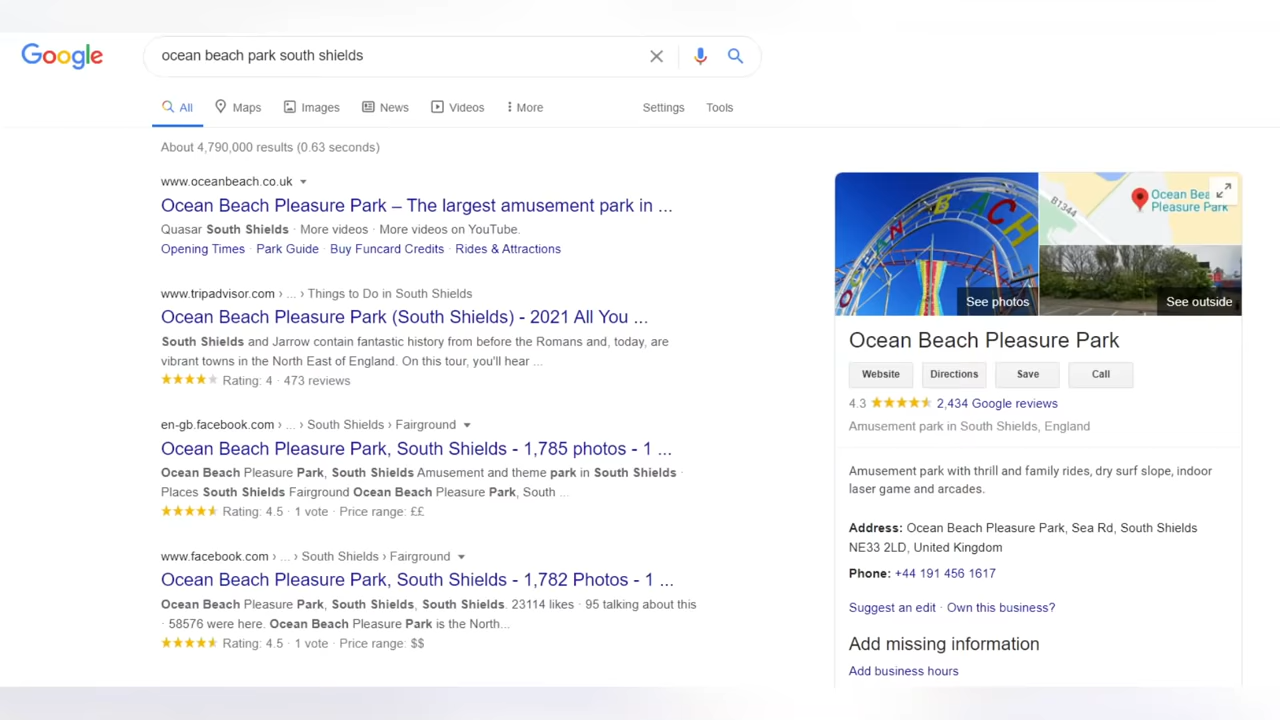 Google
ocean beach park south shields
All
Maps
Images
News
Videos
More
Settings
Tools
About 4,790,000 results (0.63 seconds)
www.oceanbeach.co.uk
Ocean Beach Pleasure Park – The largest amusement park in ...
Quasar South Shields · More videos · More videos on YouTube.
Opening Times · Park Guide · Buy Funcard Credits · Rides & Attractions
www.tripadvisor.com › ... › Things to Do in South Shields
Ocean Beach Pleasure Park (South Shields) - 2021 All You ...
South Shields and Jarrow contain fantastic history from before the Romans and, today, are
vibrant towns in the North East of England. On this tour, you'll hear ...
Rating: 4 · 473 reviews
en-gb.facebook.com › ... › South Shields › Fairground
Ocean Beach Pleasure Park, South Shields - 1,785 photos - 1 ...
Ocean Beach Pleasure Park, South Shields Amusement and theme park in South Shields ·
Places South Shields Fairground Ocean Beach Pleasure Park, South ...
Rating: 4.5 · 1 vote · Price range: ££
www.facebook.com › ... › South Shields › Fairground
Ocean Beach Pleasure Park, South Shields - 1,782 Photos - 1 ...
Ocean Beach Pleasure Park, South Shields, South Shields. 23114 likes · 95 talking about this
· 58576 were here. Ocean Beach Pleasure Park is the North...
Rating: 4.5 · 1 vote · Price range: $$
OCEAN BEACH
See photos
B1344
Ocean Bea
Pleasure Park
See outside
Ocean Beach Pleasure Park
Website
Directions
Save
Call
4.3 2,434 Google reviews
Amusement park in South Shields, England
Amusement park with thrill and family rides, dry surf slope, indoor
laser game and arcades.
Address: Ocean Beach Pleasure Park, Sea Rd, South Shields
NE33 2LD, United Kingdom
Phone: +44 191 456 1617
Suggest an edit · Own this business?
Add missing information
Add business hours